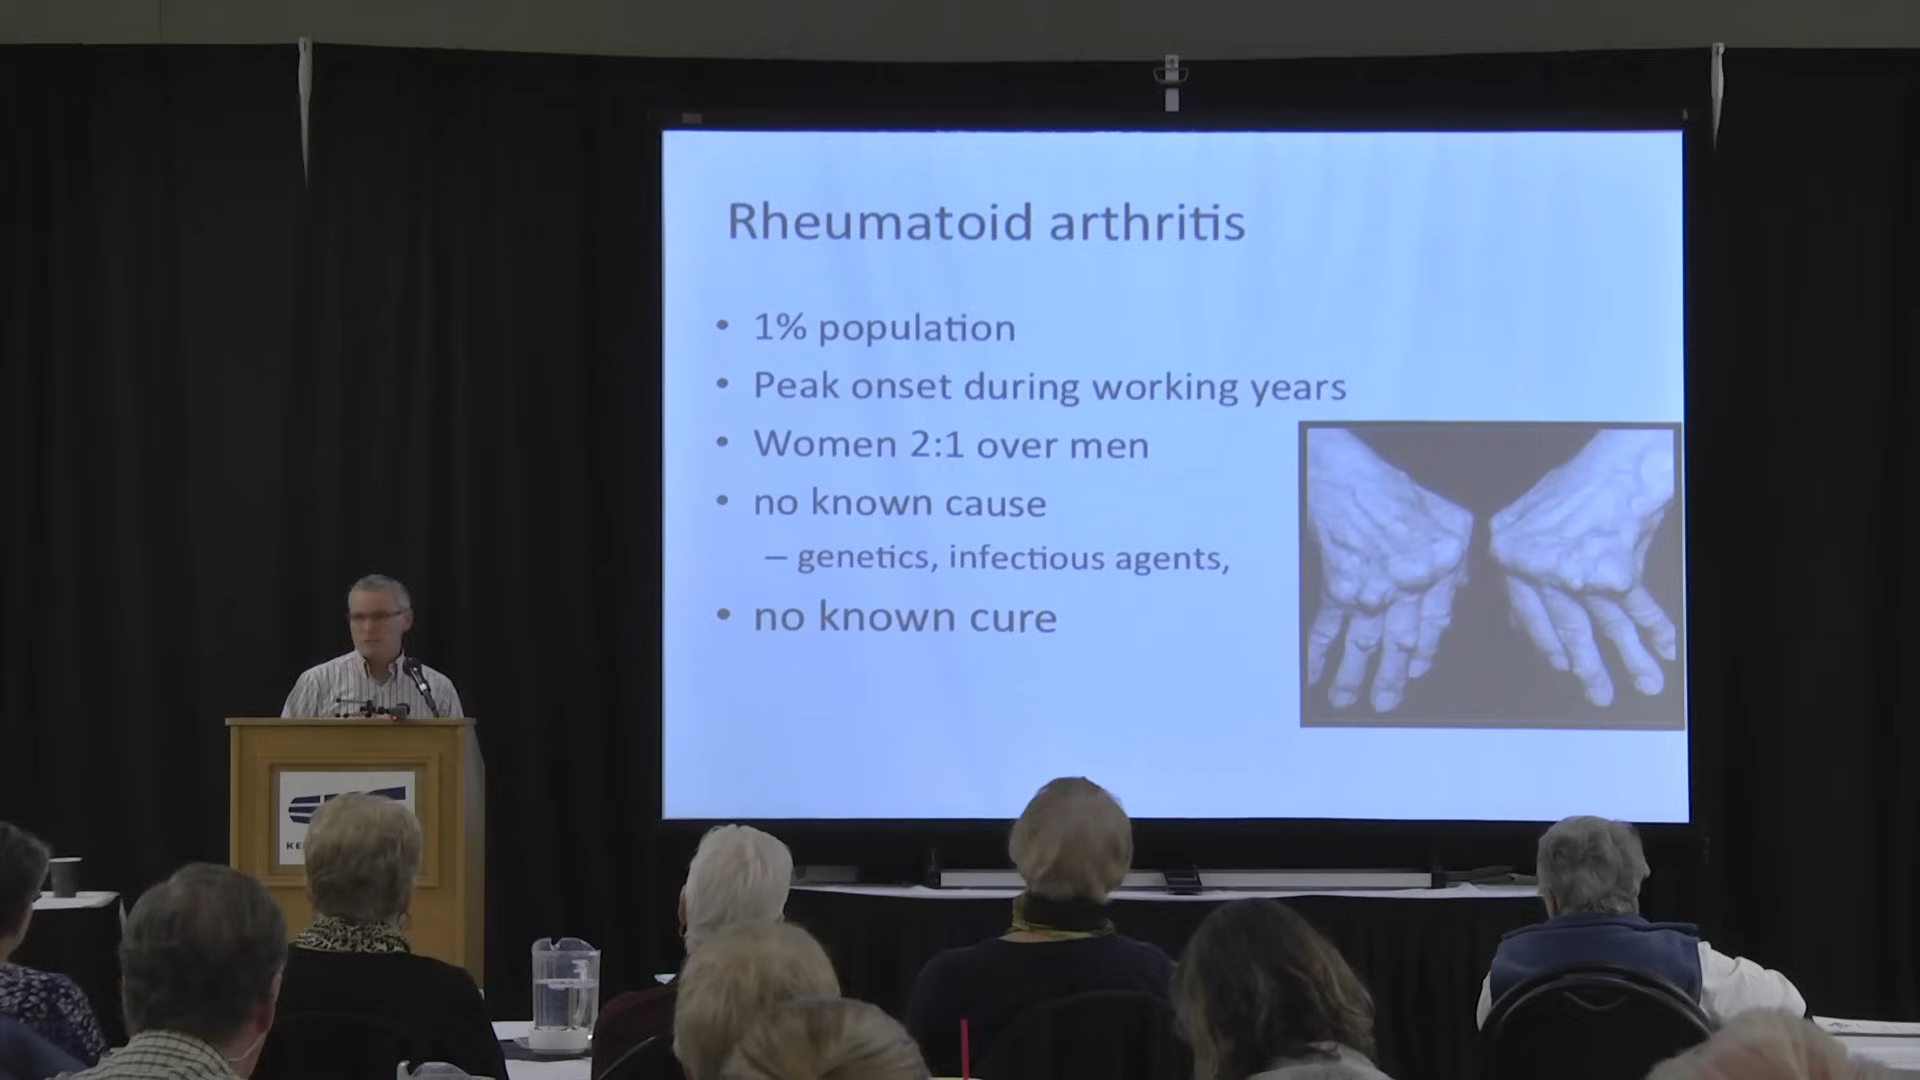 Rheumatoid arthritis
• 1% population
• Peak onset during working years
• Women 2:1 over men
• no known cause
– genetics, infectious agents,
• no known cure